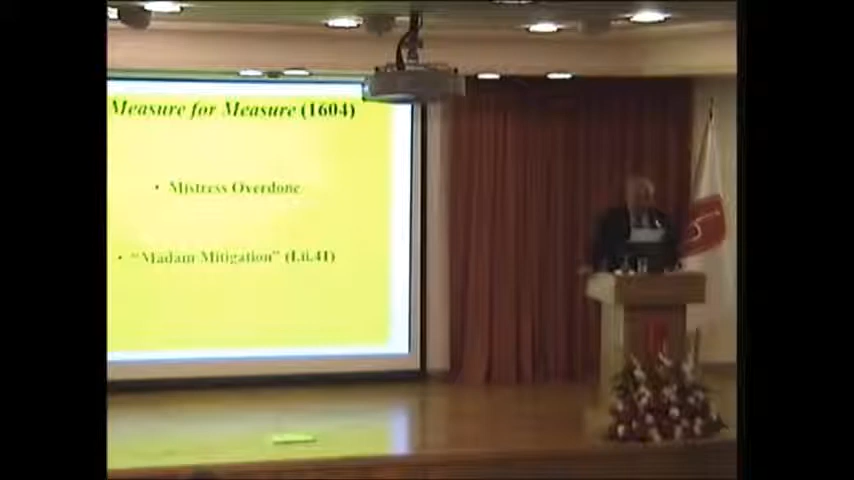 Measure for Measure (1604)
• Mistress Overdone
• “Madam Mitigation” (I.ii.41)